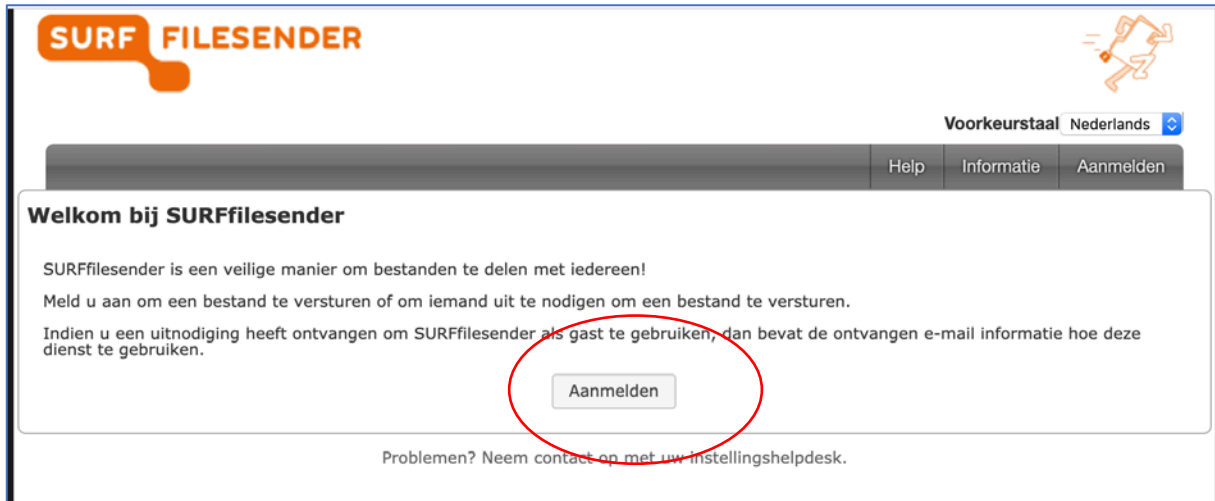 SURF FILESENDER
Voorkeurstaal Nederlands
Help Informatie Aanmelden
Welkom bij SURFfilesender
SURFfilesender is een veilige manier om bestanden te delen met iedereen!
Meld u aan om een bestand te versturen of om iemand uit te nodigen om een bestand te versturen.
Indien u een uitnodiging heeft ontvangen om SURFfilesender als gast te gebruiken, dan bevat de ontvangen e-mail informatie hoe deze
dienst te gebruiken.
Aanmelden
Problemen? Neem contact op met uw instellingshelpdesk.